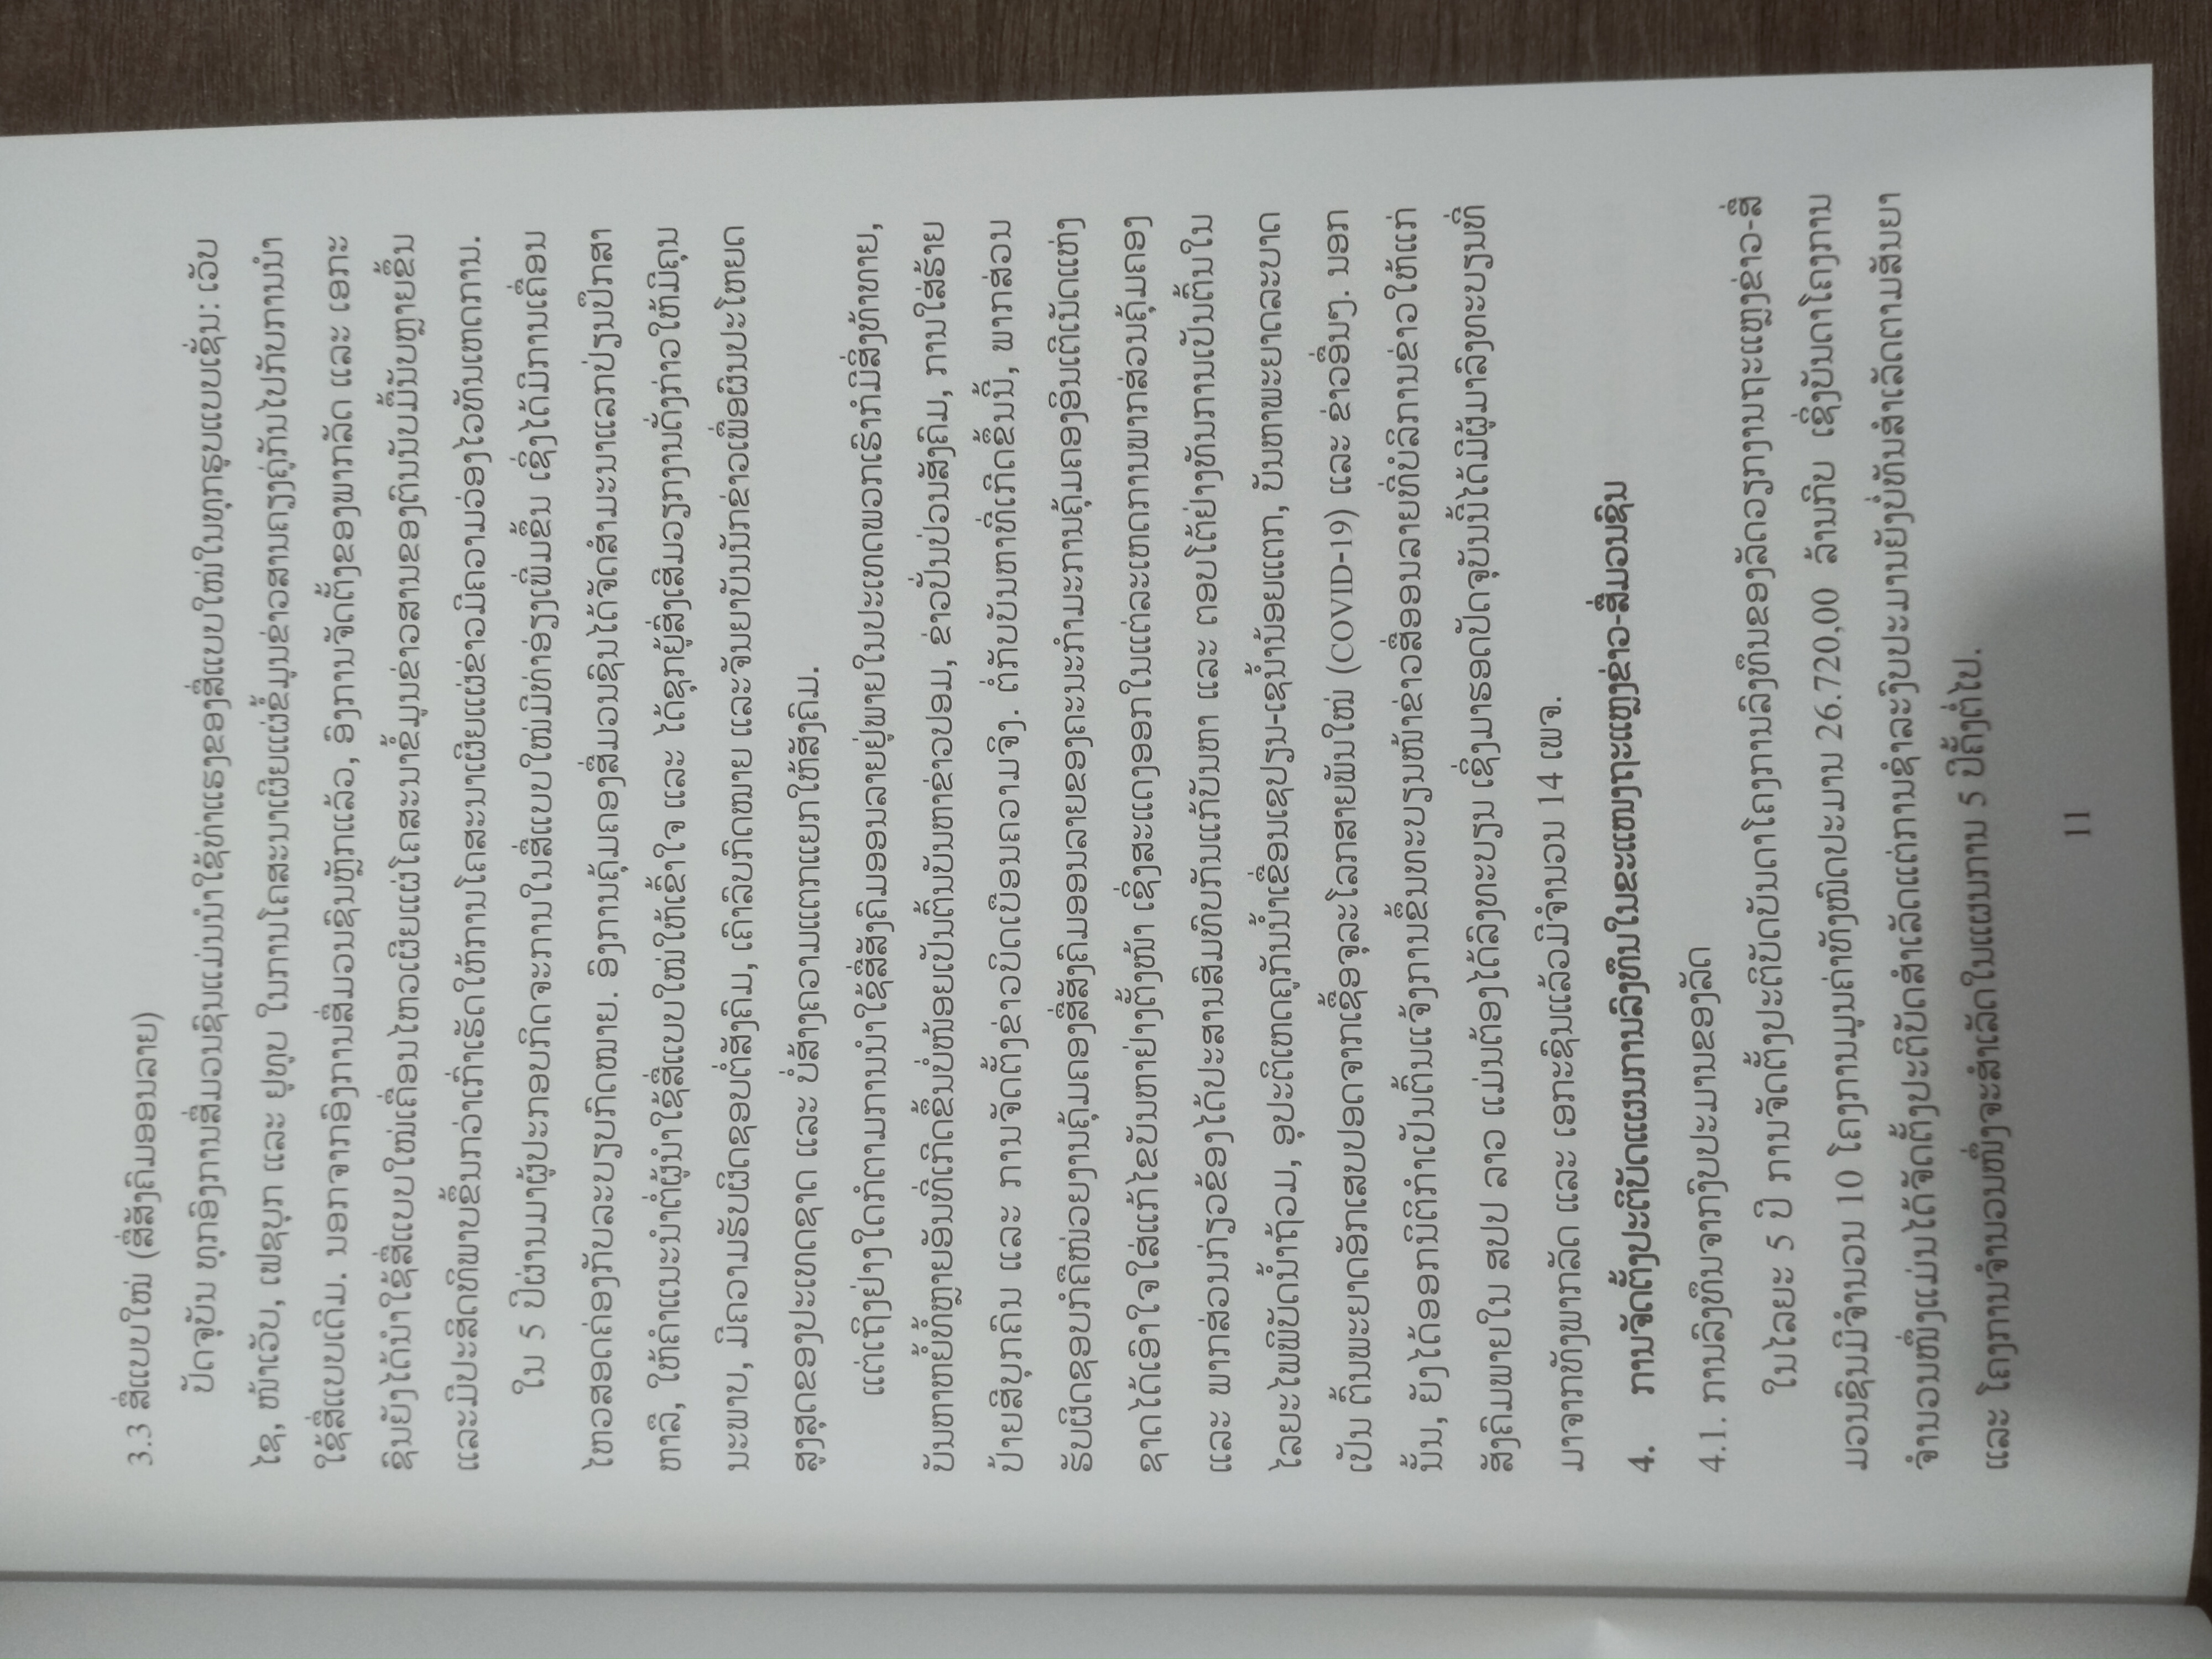 3.3 ສື່ແບບໃໝ່ (ສື່ສັງຄົມອອນລາຍ)
ປັດຈຸບັນ ທຸກອົງການສື່ມວນຊົນແມ່ນນຳໃຊ້ທ່າແຮງຂອງສື່ແບບໃໝ່ໃນທຸກຮູບແບບເຊັ່ນ: ເວັບ
ໄຊ, ໜ້າເວັບ, ເຟຊບຸກ ແລະ ຢູທູບ ໃນການໂຄສະນາເຜີຍແຜ່ຂໍ້ມູນຂ່າວສານຄຽງຄູ່ກັນໄປກັບການນຳ
ໃຊ້ສື່ແບບເດີມ. ນອກຈາກອົງການສື່ມວນຊົນຫຼັກແລ້ວ, ອົງການຈັດຕັ້ງຂອງພາກລັດ ແລະ ເອກະ
ຊົນຍັງໄດ້ນຳໃຊ້ສື່ແບບໃໝ່ເຄື່ອນໄຫວເຜີຍແຜ່ໂຄສະນາຂໍ້ມູນຂ່າວສານຂອງຕົນນັບມື້ນັບຫຼາຍຂຶ້ນ
ແລະມີປະສິດທິພາບຂຶ້ນກວ່າເກົ່າເຮັດໃຫ້ການໂຄສະນາເຜີຍແຜ່ຂ່າວມີຄວາມວ່ອງໄວທັນເຫດການ.
ໃນ 5 ປີຜ່ານມາຜູ້ປະກອບກິດຈະການໃນສື່ແບບໃໝ່ມີທ່າອ່ຽງເພີ່ມຂຶ້ນ ເຊິ່ງໄດ້ມີການເຄື່ອນ
ໄຫວສອດຄ່ອງກັບລະບຽບກົດໝາຍ. ອົງການຄຸ້ມຄອງສື່ມວນຊົນໄດ້ຈັດສຳມະນາແລກປ່ຽນປຶກສາ
ຫາລື, ໃຫ້ຄຳແນະນຳຕໍ່ຜູ້ນຳໃຊ້ສື່ແບບໃໝ່ໃຫ້ເຂົ້າໃຈ ແລະ ໄດ້ຊຸກຍູ້ສົ່ງເສີມວຽກງານດັ່ງກ່າວໃຫ້ມີຄຸນ
ນະພາບ, ມີຄວາມຮັບຜິດຊອບຕໍ່ສັງຄົມ, ເຄົາລົບກົດໝາຍ ແລະຈັນຍາບັນນັກຂ່າວເພື່ອຜົນປະໂຫຍດ
ສູງສຸດຂອງປະເທດຊາດ ແລະ ບໍ່ສ້າງຄວາມແຕກແຍກໃຫ້ສັງຄົມ.
ແຕ່ເຖິງຢ່າງໃດກໍຕາມການນຳໃຊ້ສື່ສັງຄົມອອນລາຍຢູ່ພາຍໃນປະເທດພວກເຮົາກໍມີສິ່ງທ້າທາຍ,
ບັນຫາຫຍໍ້ທໍ້ຫຼາຍອັນທີ່ເກີດຂຶ້ນບໍ່ໜ້ອຍເປັນຕົ້ນບັນຫາຂ່າວປອມ, ຂ່າວປັ່ນປ່ວນສັງຄົມ, ການໃສ່ຮ້າຍ
ປ້າຍສີບຸກຄົນ ແລະ ການຈັດຕັ້ງຂ່າວບິດເບືອນຄວາມຈິງ. ຕໍ່ກັບບັນຫາທີ່ເກີດຂຶ້ນນີ້, ພາກສ່ວນ
ຮັບຜິດຊອບກໍຄືໜ່ວຍງານຄຸ້ມຄອງສື່ສັງຄົມອອນລາຍຂອງຄະນະກຳມະການຄຸ້ມຄອງອິນເຕີເນັດແຫ່ງ
ຊາດໄດ້ເອົາໃຈໃສ່ແກ້ໄຂບັນຫາຢ່າງຕັ້ງໜ້າ ເຊິ່ງສະແດງອອກໃນແຕ່ລະເຫດການພາກສ່ວນຄຸ້ມຄອງ
ແລະ ພາກສ່ວນກ່ຽວຂ້ອງໄດ້ປະສານສົມທົບກັນແກ້ບັນຫາ ແລະ ຕອບໂຕ້ຢ່າງທັນການເປັນຕົ້ນໃນ
ໄລຍະໄພພິບັດນ້ຳຖ້ວມ, ອຸປະຕິເຫດຄູກັນນ້ຳເຂື່ອນເຊປຽນ-ເຊນ້ຳນ້ອຍແຕກ, ບັນຫາພະຍາດລະບາດ
ເປັນ ຕົ້ນພະຍາດອັກເສບປອດຈາກເຊື້ອຈຸລະໂລກສາຍພັນໃໝ່ (COVID-19) ແລະ ຂ່າວອື່ນໆ. ນອກ
ນັ້ນ, ຍັງໄດ້ອອກມິຕິກຳເປັນຕົ້ນແຈ້ງການຂຶ້ນທະບຽນໜ້າຂ່າວສື່ອອນລາຍທີ່ບໍລິການຂ່າວໃຫ້ແກ່
ສັງຄົມພາຍໃນ ສປປ ລາວ ແມ່ນຕ້ອງໄດ້ລົງທະບຽນ ເຊິ່ງມາຮອດປັດຈຸບັນນີ້ໄດ້ມີຜູ້ມາລົງທະບຽນທີ່
ມາຈາກທັງພາກລັດ ແລະ ເອກະຊົນແລ້ວມີຈຳນວນ 14 ເພຈ.
4. ການຈັດຕັ້ງປະຕິບັດແຜນການລົງທຶນໃນຂະແໜງຖະແຫຼງຂ່າວ-ສື່ມວນຊົນ
4.1. ການລົງທຶນຈາກງົບປະມານຂອງລັດ
ໃນໄລຍະ 5 ປີ ການຈັດຕັ້ງປະຕິບັດບັນດາໂຄງການລົງທຶນຂອງລັດວຽກງານຖະແຫຼງຂ່າວ-ສື່
ມວນຊົນມີຈຳນວນ 10 ໂຄງການມູນຄ່າທັງໝົດປະມານ 26.720,00 ລ້ານກີບ ເຊິ່ງບັນດາໂຄງການ
ຈຳນວນໜຶ່ງແມ່ນໄດ້ຈັດຕັ້ງປະຕິບັດສຳເລັດແຕ່ການຊຳລະງົບປະມານຍັງບໍ່ທັນສຳເລັດຕາມສັນຍາ
ແລະ ໂຄງການຈຳນວນໜຶ່ງຈະສຳເລັດໃນແຜນການ 5 ປີຄັ້ງຕໍ່ໄປ.
11